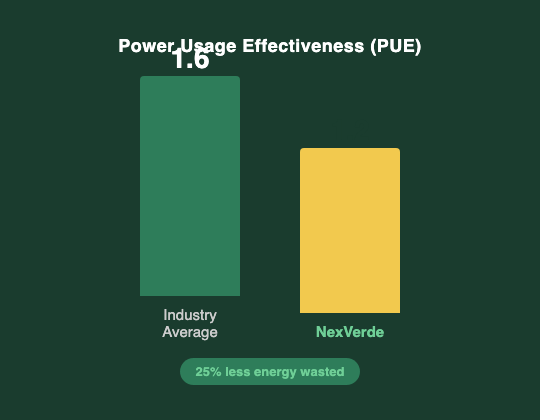 Power Usage Effectiveness (PUE)
1.6
Industry
Average
NexVerde
25% less energy wasted